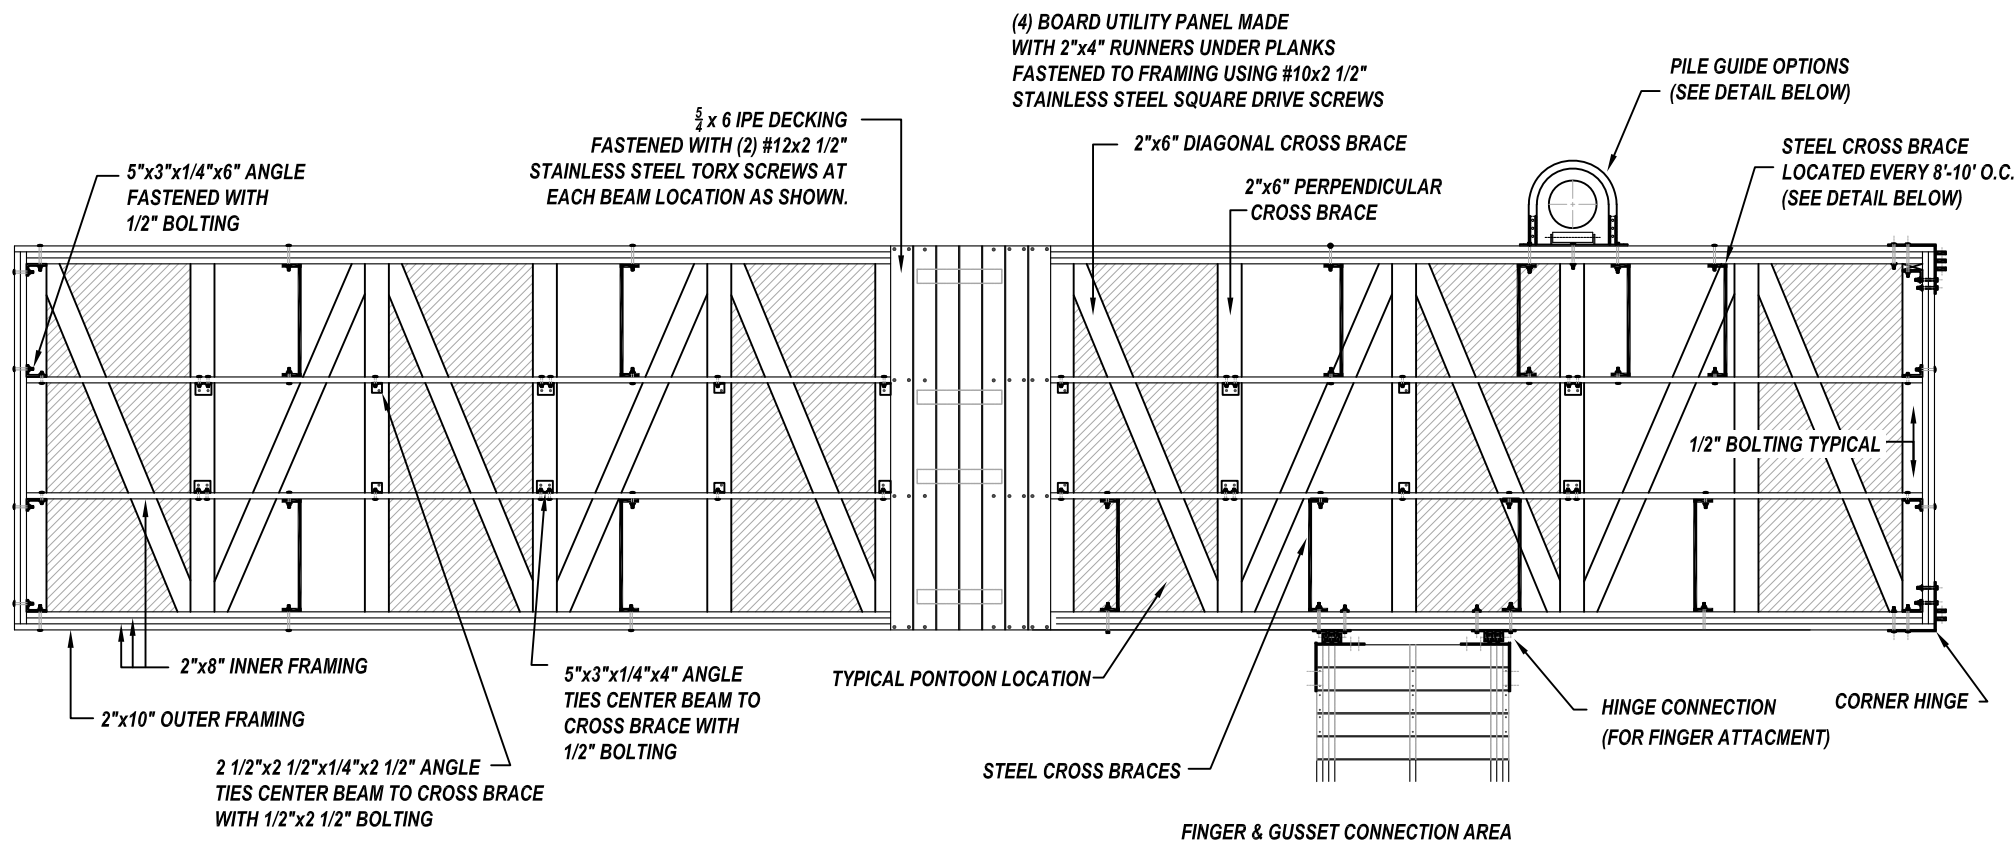 (4) BOARD UTILITY PANEL MADE
WITH 2"x4" RUNNERS UNDER PLANKS
FASTENED TO FRAMING USING #10x2 1/2"
STAINLESS STEEL SQUARE DRIVE SCREWS
PILE GUIDE OPTIONS
(SEE DETAIL BELOW)
5/4 x 6 IPE DECKING
FASTENED WITH (2) #12x2 1/2"
STAINLESS STEEL TORX SCREWS AT
EACH BEAM LOCATION AS SHOWN.
2"x6" DIAGONAL CROSS BRACE
STEEL CROSS BRACE
LOCATED EVERY 8'-10' O.C.
(SEE DETAIL BELOW)
5"x3"x1/4"x6" ANGLE
FASTENED WITH
1/2" BOLTING
2"x6" PERPENDICULAR
CROSS BRACE
1/2" BOLTING TYPICAL
2"x8" INNER FRAMING
2"x10" OUTER FRAMING
5"x3"x1/4"x4" ANGLE
TIES CENTER BEAM TO
CROSS BRACE WITH
1/2" BOLTING
TYPICAL PONTOON LOCATION
HINGE CONNECTION
(FOR FINGER ATTACMENT)
CORNER HINGE
2 1/2"x2 1/2"x1/4"x2 1/2" ANGLE
TIES CENTER BEAM TO CROSS BRACE
WITH 1/2"x2 1/2" BOLTING
STEEL CROSS BRACES
FINGER & GUSSET CONNECTION AREA